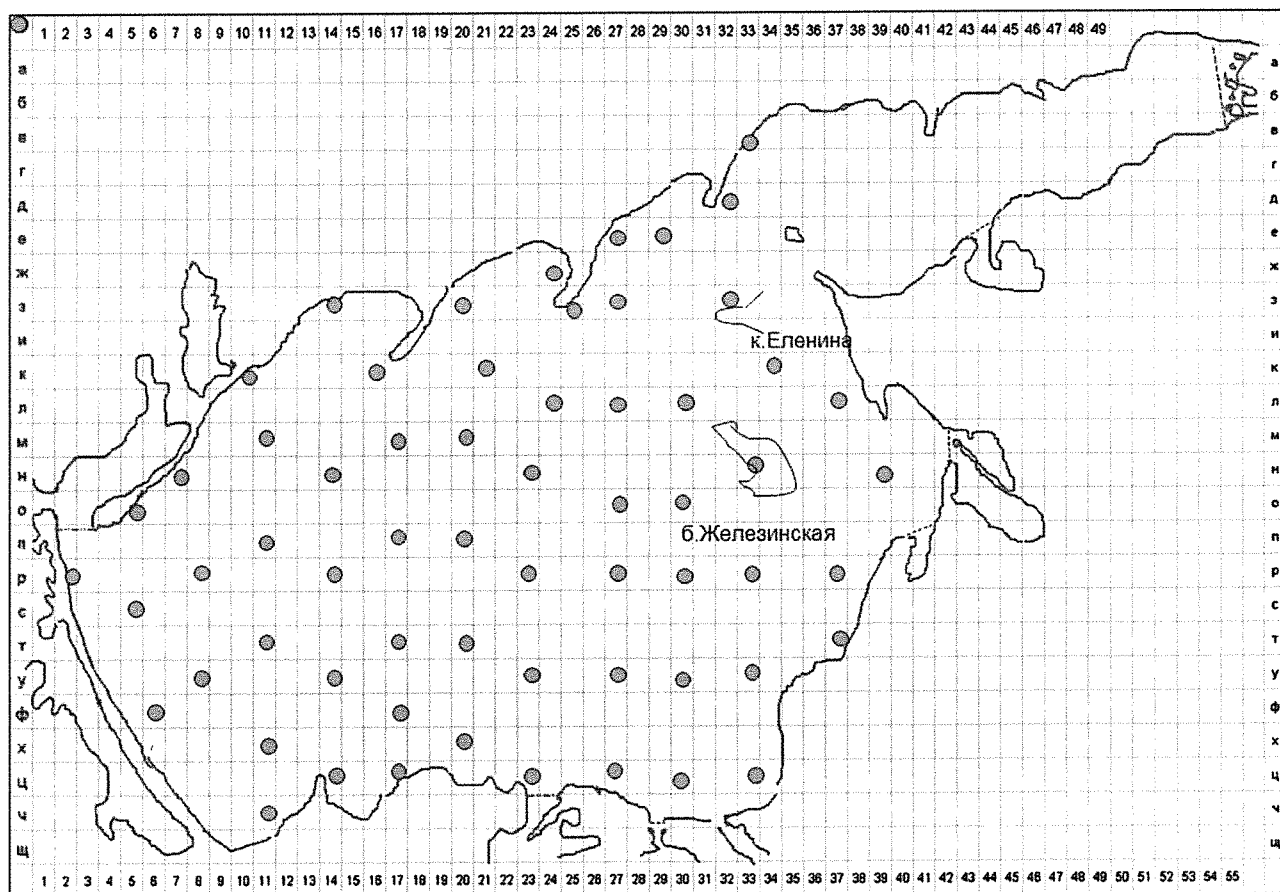 1 2 3 4 5 6 7 8 9 10 11 12 13 14 15 16 17 18 19 20 21 22 23 24 25 26 27 28 29 30 31 32 33 34 35 36 37 38 39 40 41 42 43 44 45 46 47 48 49
а а
б б
в в
г г
д д
е е
ж ж
з з
и к.Еленина и
к к
л л
м м
н н
о о
п б.Железинская п
р р
с с
т т
у у
ф ф
х х
ц ц
ч ч
щ щ
1 2 3 4 5 6 7 8 9 10 11 12 13 14 15 16 17 18 19 20 21 22 23 24 25 26 27 28 29 30 31 32 33 34 35 36 37 38 39 40 41 42 43 44 45 46 47 48 49 50 51 52 53 54 55